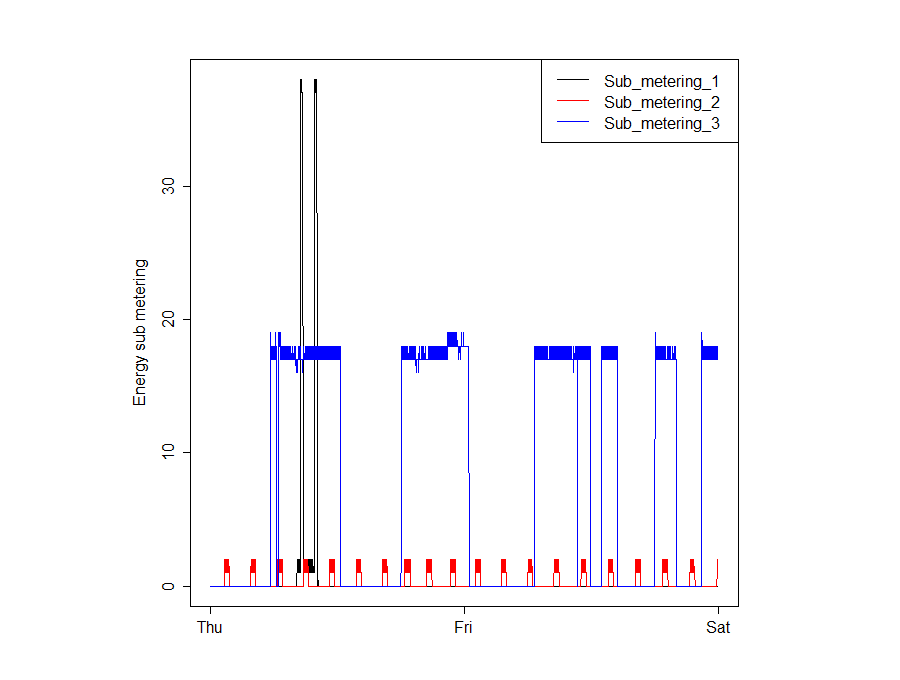 Sub_metering_1
Sub_metering_2
Sub_metering_3
Energy sub metering
30
20
10
0
Thu Fri Sat